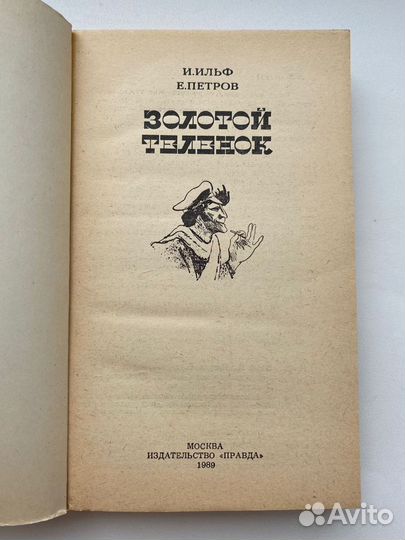 И.ИЛЬФ
Е.ПЕТРОВ
ЗОЛОТОЙ
ТЕЛЕНОК
МОСКВА
ИЗДАТЕЛЬСТВО «ПРАВДА»
1989
Avito